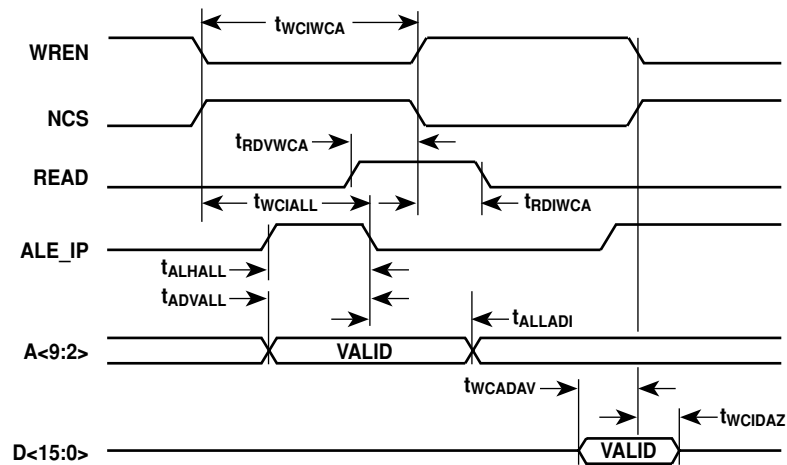 tWCIWCA
WREN
NCS
tRDVWCA
READ
tWCIALL
tRDIWCA
ALE_IP
tALHALL
tADVALL
tALLADI
A<9:2>
VALID
tWCADAV
tWCIDAZ
D<15:0>
VALID